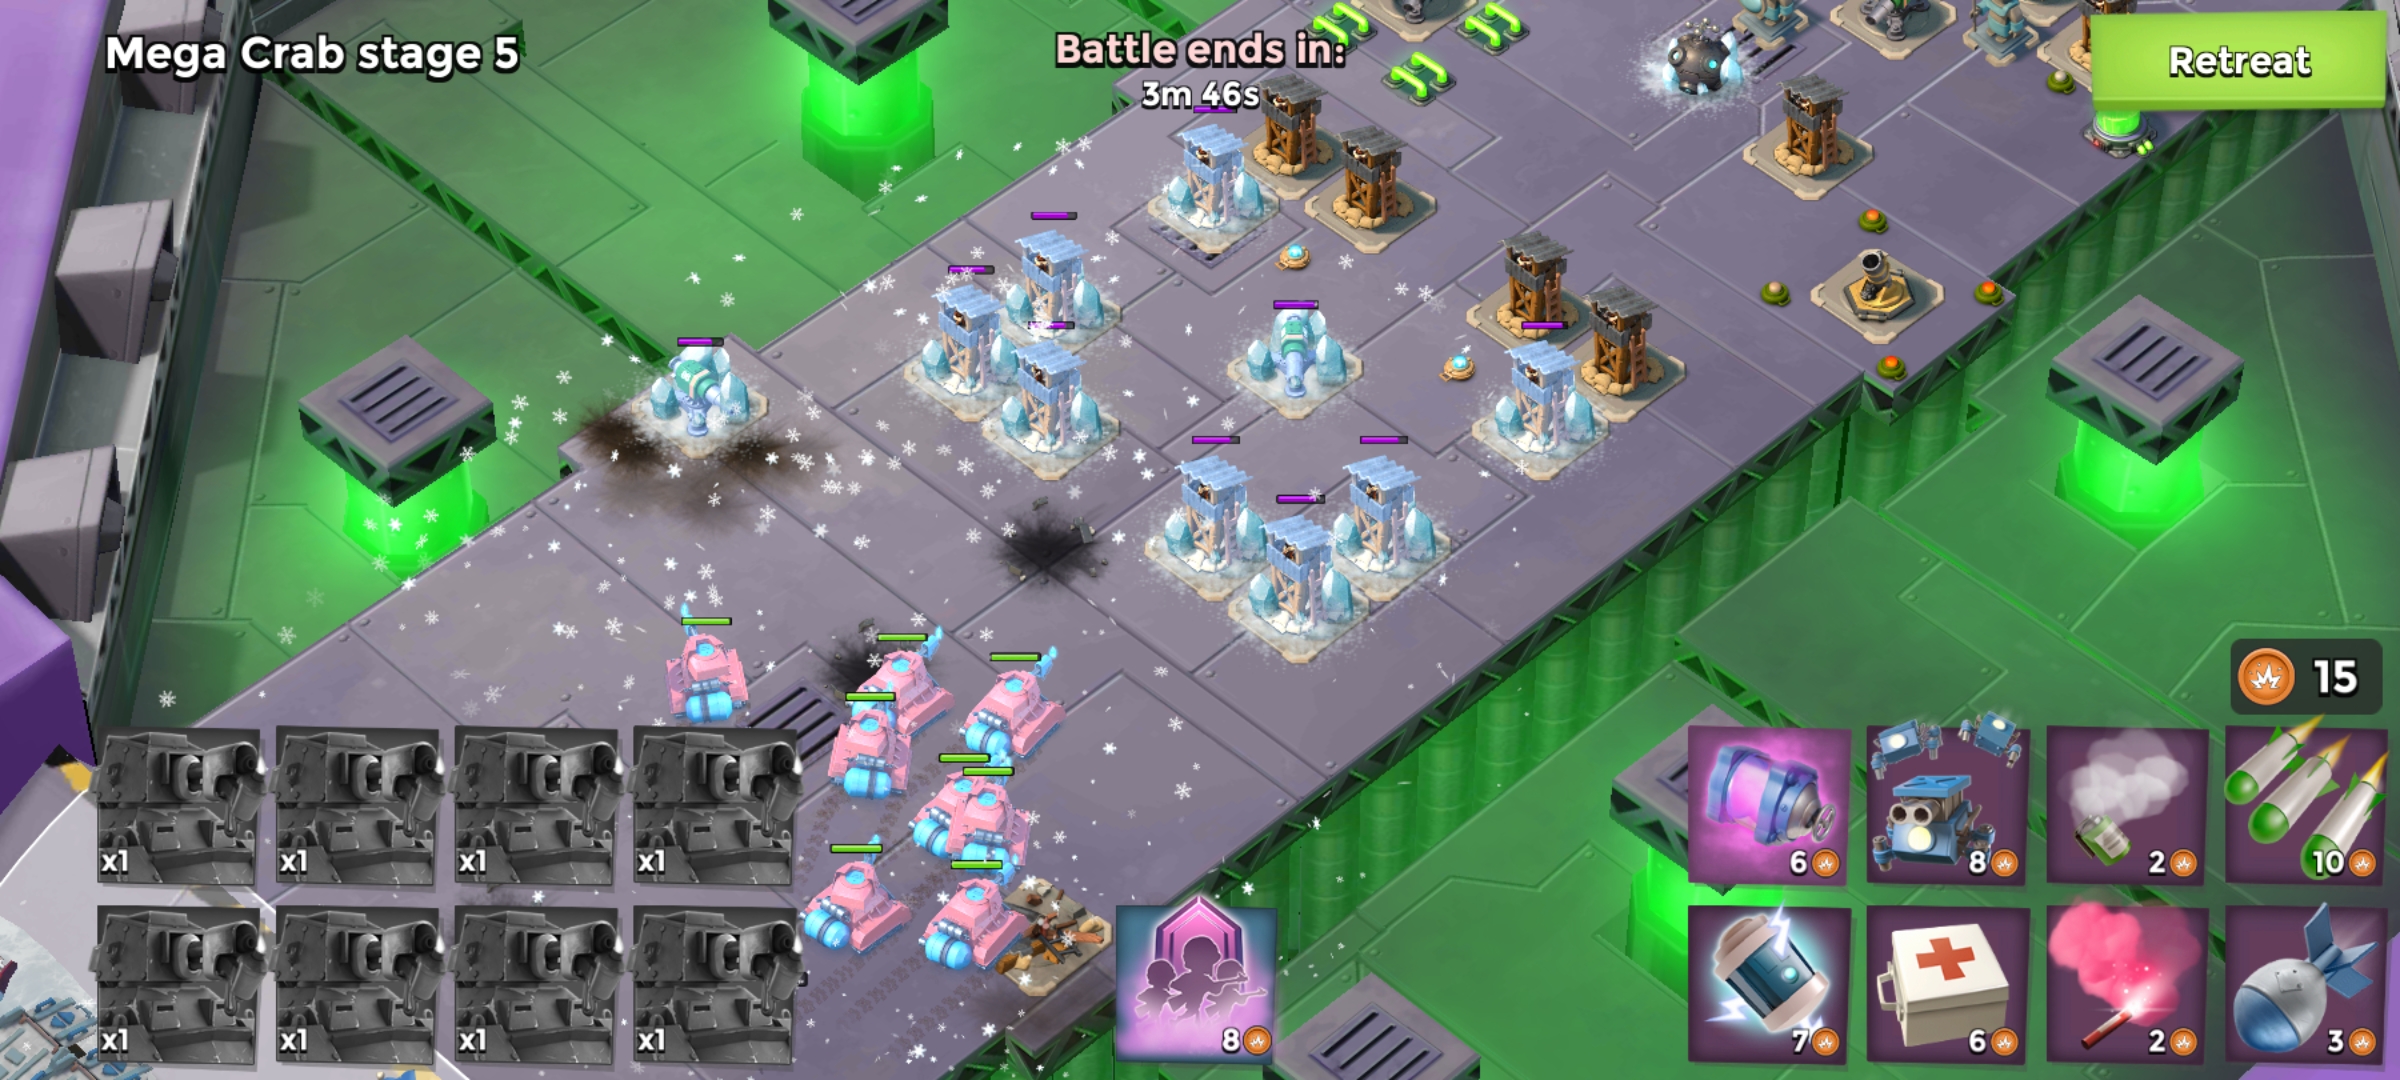 Mega Crab stage 5
Battle ends in:
3m 46s
Retreat
15
x1
x1
x1
x1
6
8
2
10
x1
x1
x1
x1
8
7
6
2
3